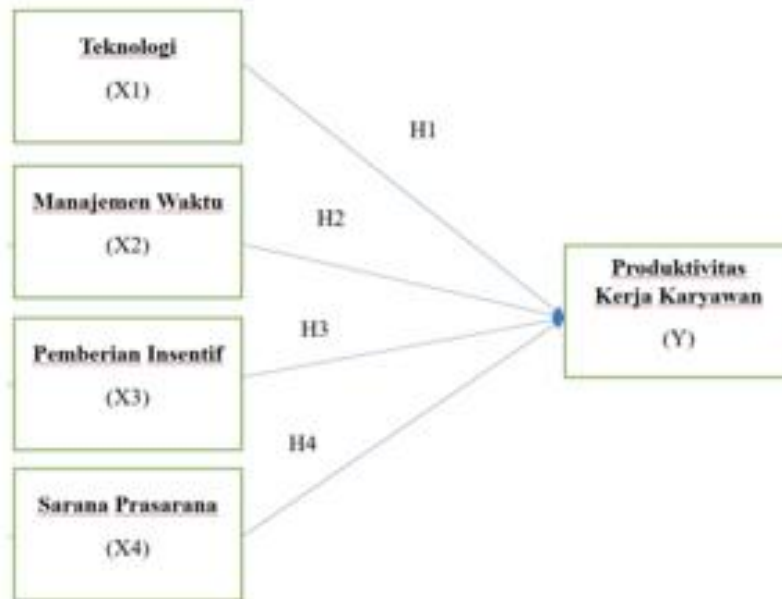 Teknologi
(X1)
H1
Manajemen Waktu
(X2)
H2
Pemberian Insentif
(X3)
H3
Sarana Prasarana
(X4)
H4
Produktivitas
Kerja Karyawan
(Y)